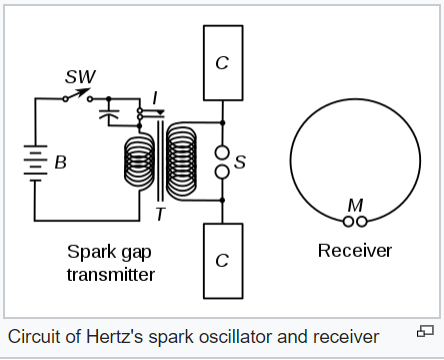 SW
I
C
B
S
T
M
Spark gap
transmitter
C
Receiver
Circuit of Hertz's spark oscillator and receiver